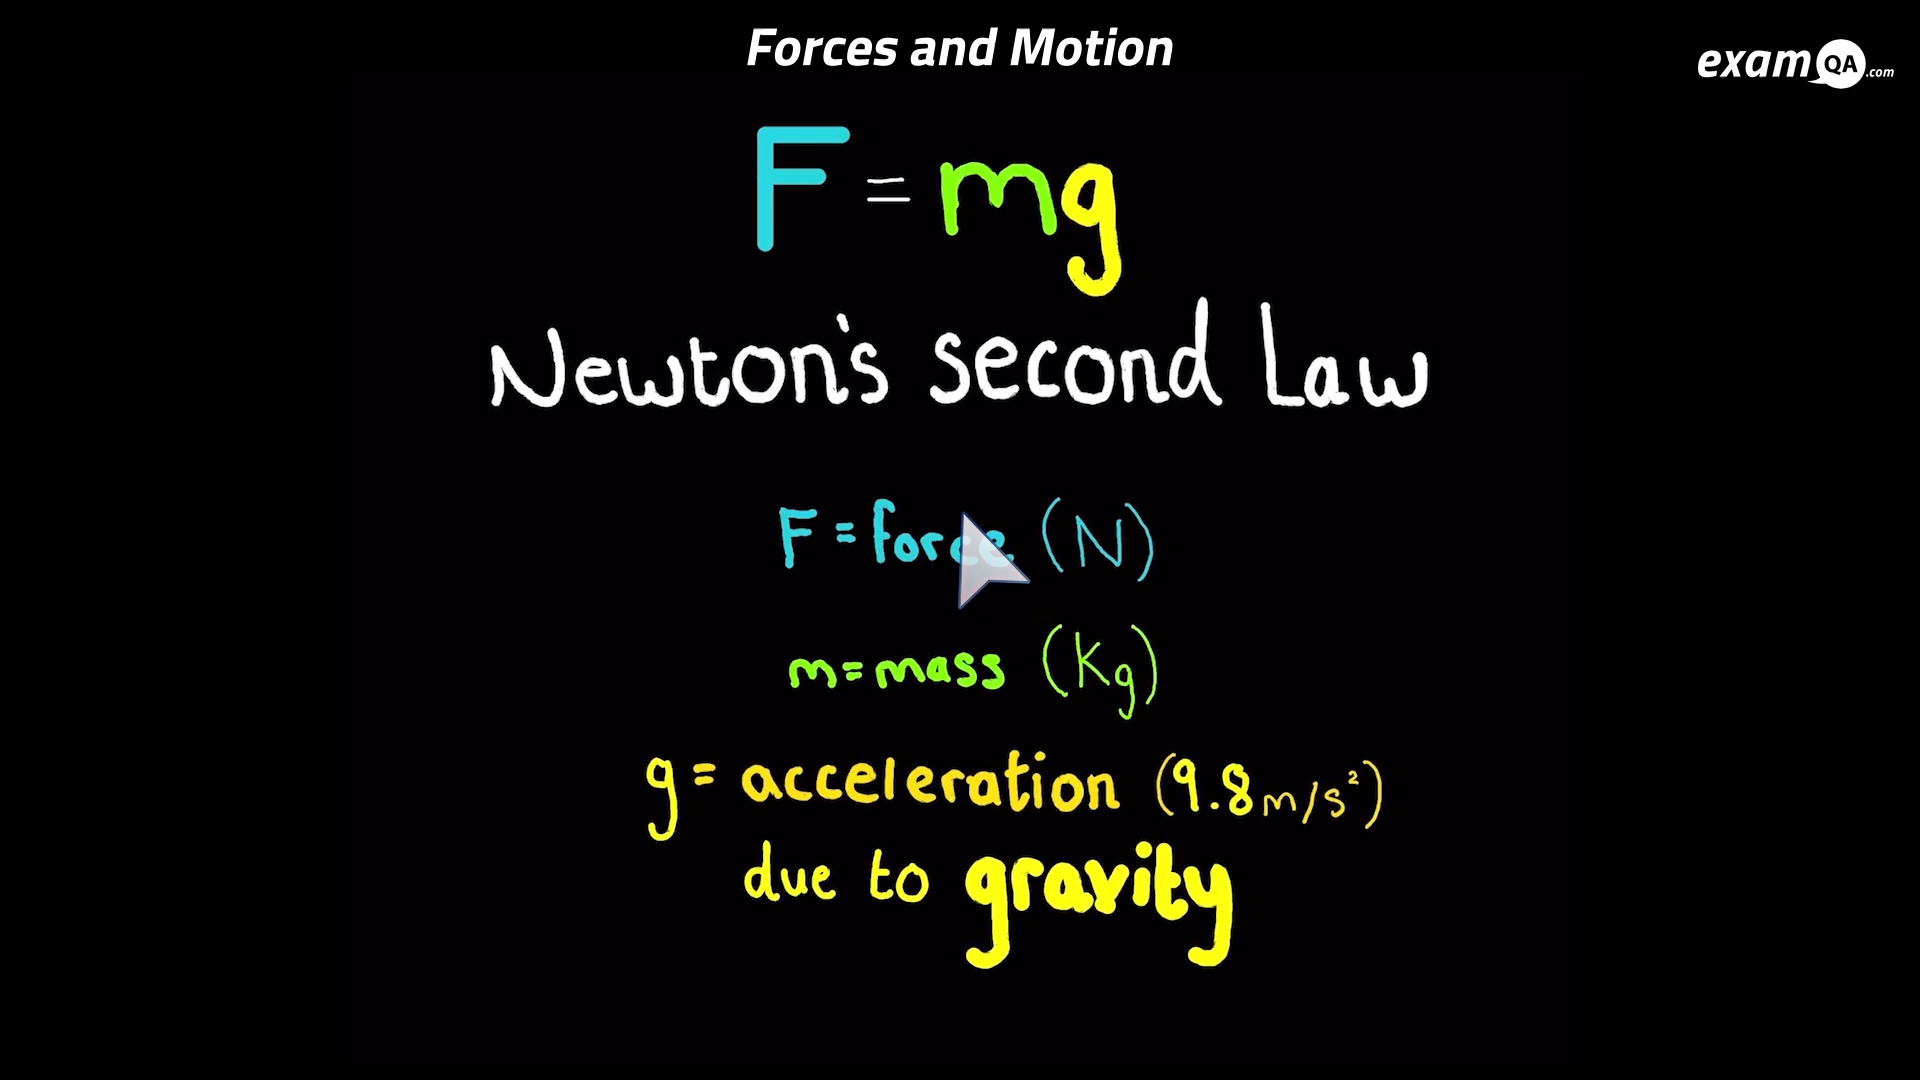 Forces and Motion
examQA.com
F = mg
Newton's second Law
F = force (N)
m = mass (Kg)
g = acceleration (9.8 m/s²)
due to gravity